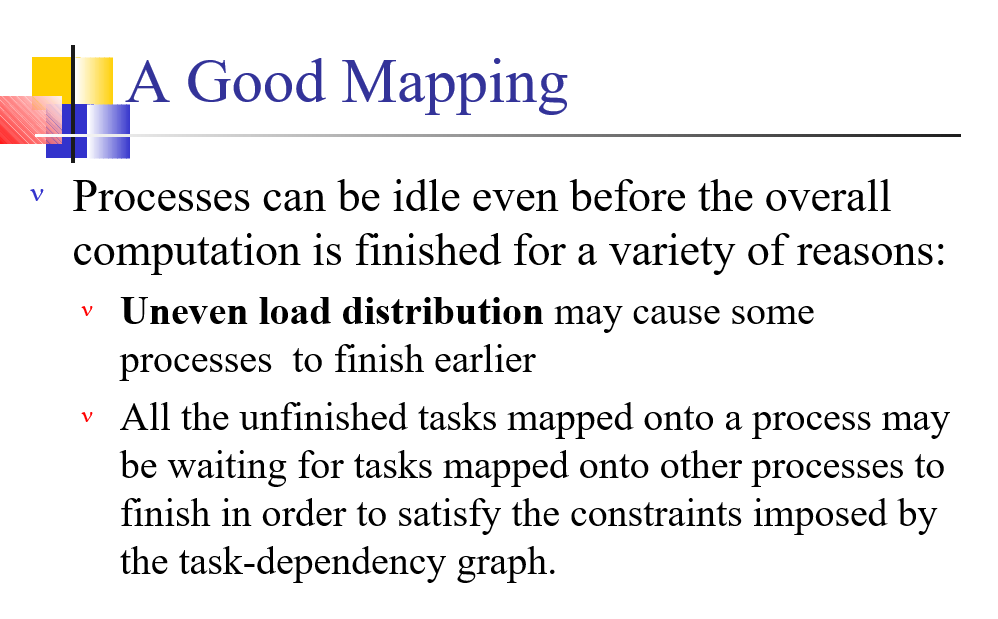 A Good Mapping
ν Processes can be idle even before the overall
computation is finished for a variety of reasons:
ν Uneven load distribution may cause some
processes  to finish earlier
ν All the unfinished tasks mapped onto a process may
be waiting for tasks mapped onto other processes to
finish in order to satisfy the constraints imposed by
the task-dependency graph.